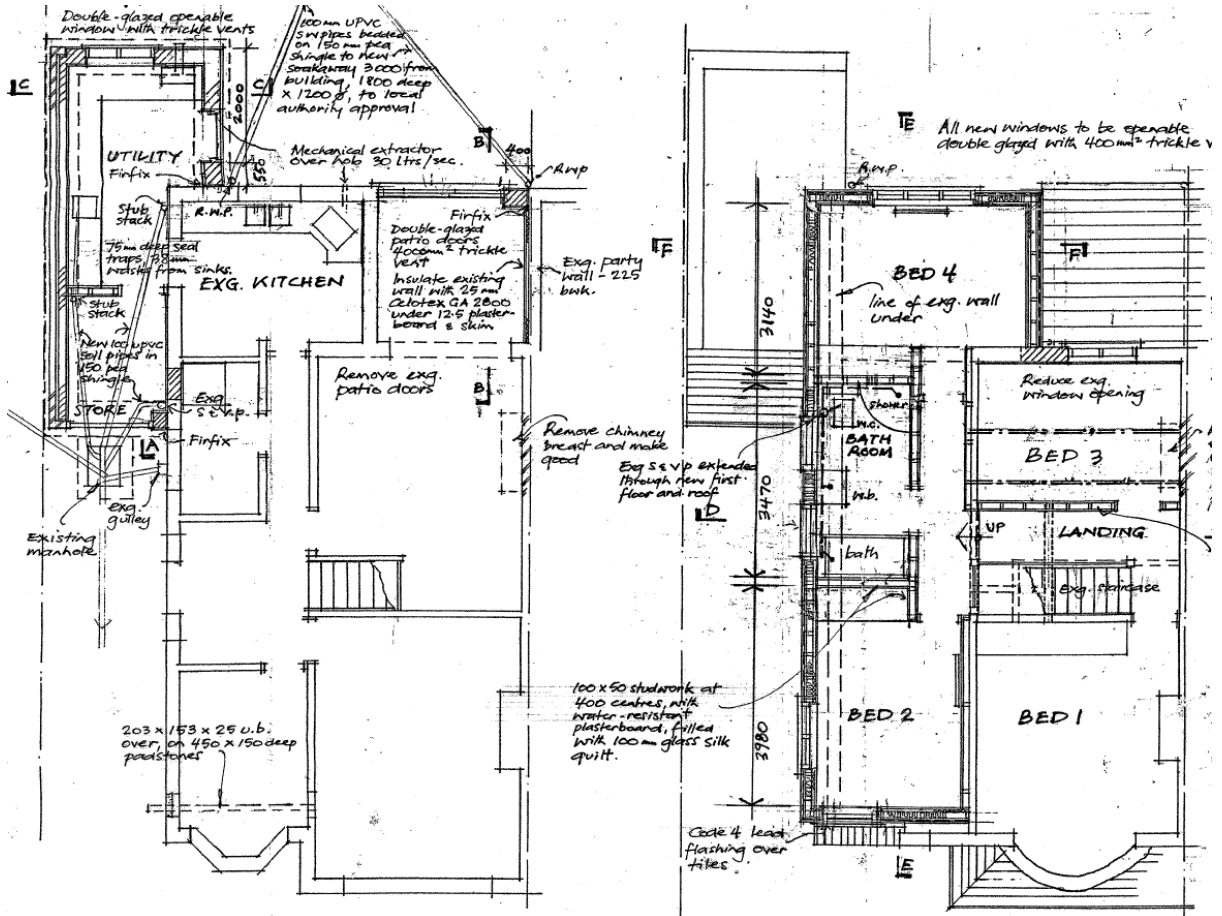 Double-glazed openable
window with trickle vents
100mm UPVC
SW pipes bedded
on 150 mm pea
shingle to new
soakaway 3000 from
building, 1800 deep
x 1200 ø, to local
authority approval
C
C
2000
550
UTILITY
Firfix
Mechanical extractor
over hob 30 ltrs/sec.
B
400
R.W.P
Stub
stack
R.W.P.
75mm deep seal
traps, 38mm
wastes from sinks.
EXG. KITCHEN
Firfix
Double-glazed
patio doors
4000mm² trickle
vent
Insulate existing
wall with 25 mm
Celotex GA 2000
under 12.5 plaster-
board & skim
Exg. party
wall - 225
bwk.
Stub
stack
New 100 upvc
soil pipes in
150 pea
shingle
STORE
Exg
S & V.P.
Firfix
A
Remove exg.
patio doors
B
Remove chimney
breast and make
good
exg.
gulley
Existing
manhole
203 x 153 x 25 u.b.
over, on 450 x 150 deep
padstones
E
All new windows to be openable
double glazed with 400mm² trickle v
R.W.P
F
F
BED 4
line of exg. wall
under
3140
Reduce exg.
window opening
shower
W.C.
BATH
ROOM
BED 3
Exg S & V P extended
through new first
floor and roof
D
3470
W.b.
UP
LANDING
bath
Exg. staircase
100 x 50 studwork at
400 centres, with
water-resistant
plasterboard, filled
with 100mm glass silk
quilt.
BED 2
BED 1
3980
Code 4 lead
flashing over
tiles
E